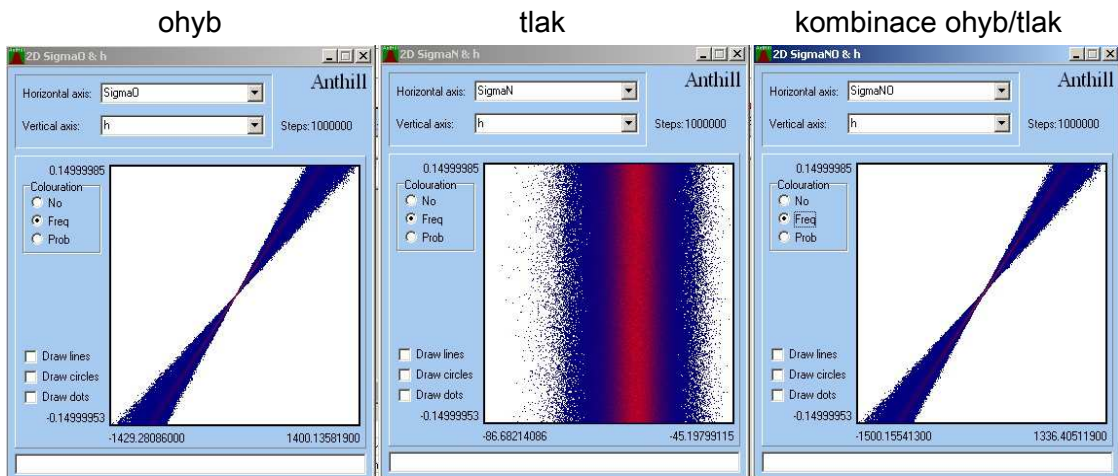 ohyb
tlak
kombinace ohyb/tlak
2D SigmaO & h
Anthill
Horizontal axis: SigmaO
Vertical axis: h
Steps:1000000
0.14999985
Colouration
No
Freq
Prob
Draw lines
Draw circles
Draw dots
-0.14999953
-1429.28086000 1400.13581900
2D SigmaN & h
Anthill
Horizontal axis: SigmaN
Vertical axis: h
Steps:1000000
0.14999985
Colouration
No
Freq
Prob
Draw lines
Draw circles
Draw dots
-0.14999953
-86.68214086 -45.19799115
2D SigmaNO & h
Anthill
Horizontal axis: SigmaNO
Vertical axis: h
Steps:1000000
0.14999985
Colouration
No
Freq
Prob
Draw lines
Draw circles
Draw dots
-0.14999953
-1500.15541300 1336.40511900